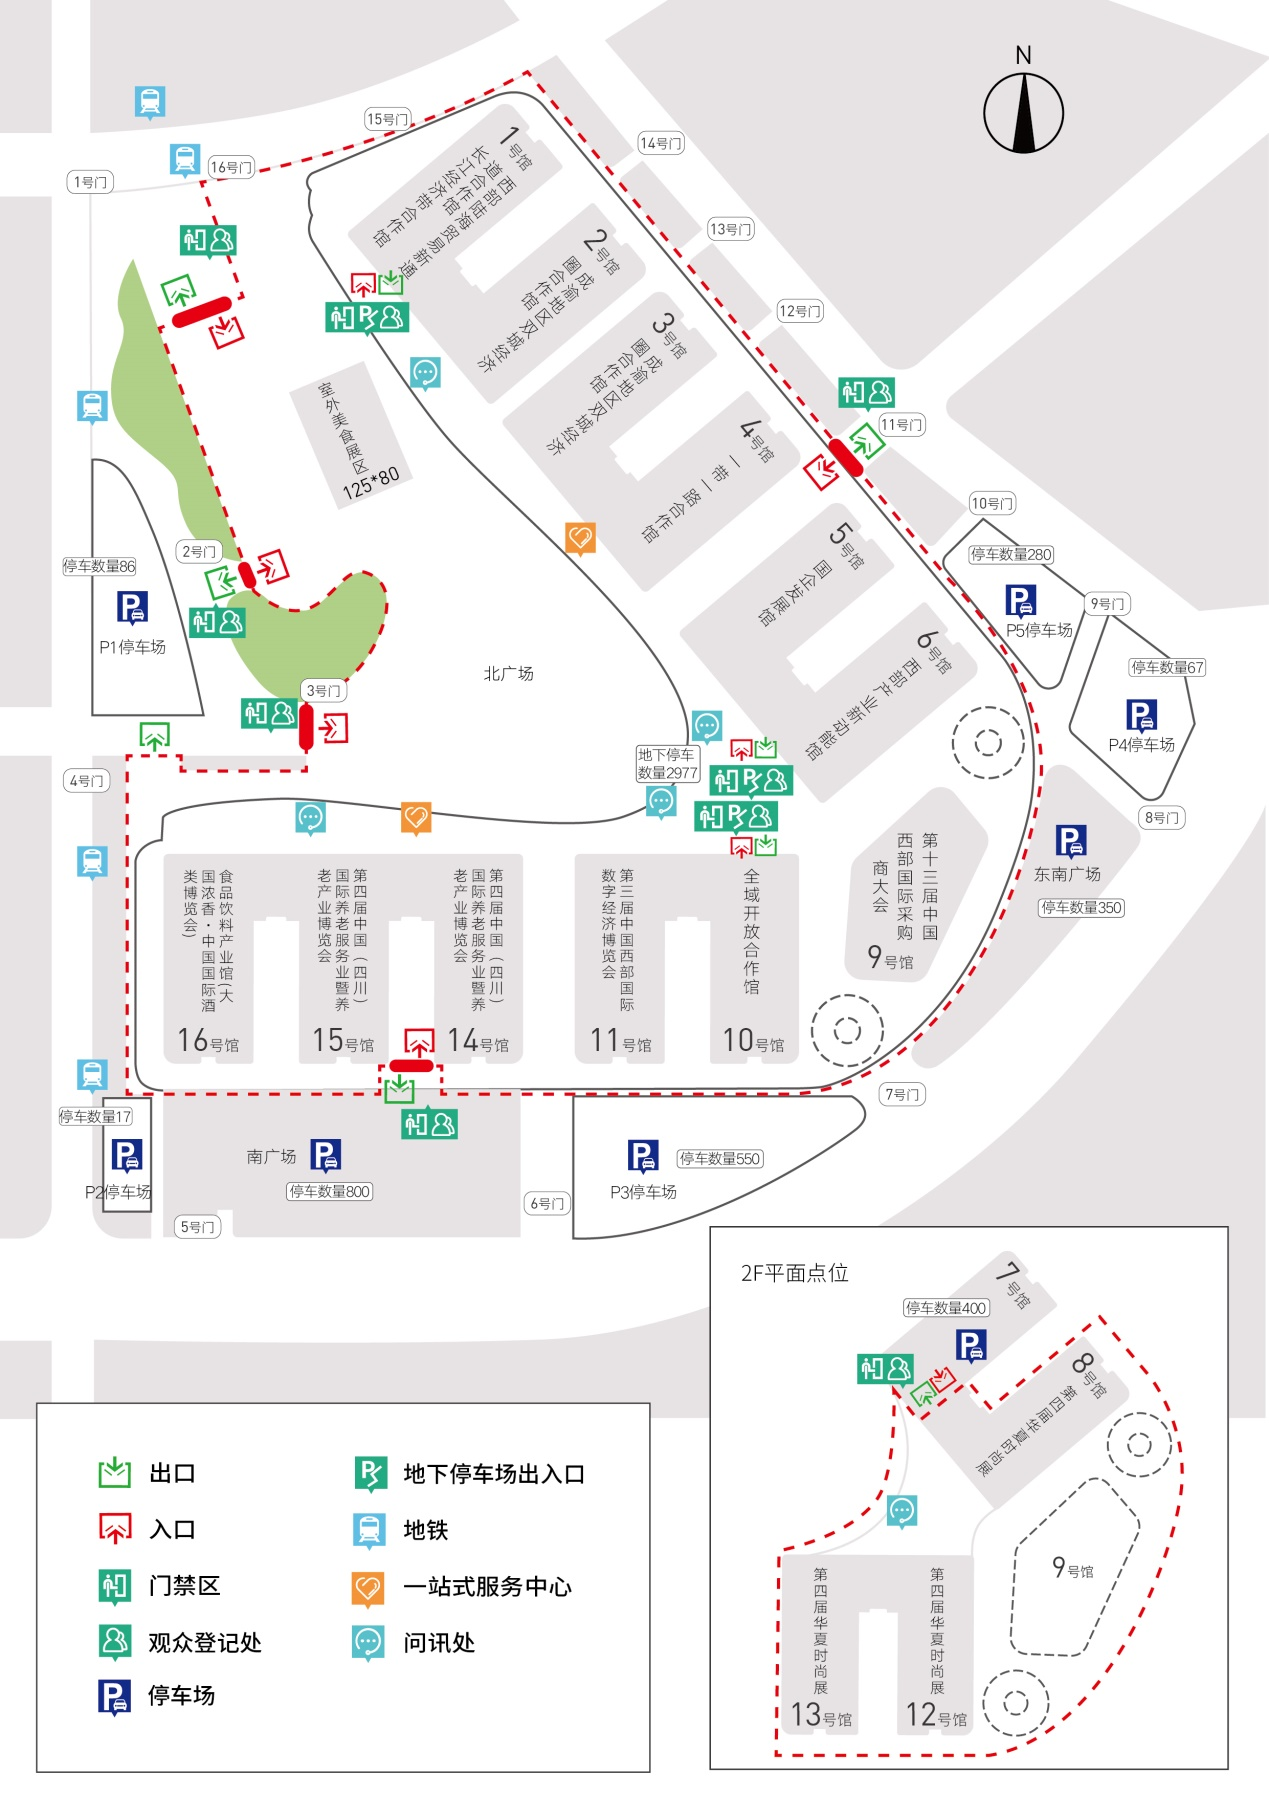 N
15号门
14号门
16号门
1号门
13号门
12号门
11号门
10号门
9号门
8号门
7号门
6号门
5号门
4号门
3号门
2号门
1号馆
西部陆海贸易新通
道合作馆
长江经济带合作馆
2号馆
成渝地区双城经济
圈合作馆
3号馆
成渝地区双城经济
圈合作馆
4号馆
一带一路合作馆
5号馆
国企发展馆
6号馆
西部产业新动能馆
室外美食展区
125*80
停车数量86
P1停车场
北广场
停车数量280
P5停车场
停车数量67
P4停车场
地下停车
数量2977
东南广场
停车数量350
第十三届中国
西部国际采购
商大会
9号馆
食品饮料产业馆(大
国浓香·中国国际酒
类博览会)
16号馆
第四届中国(四川)
国际养老服务业暨养
老产业博览会
15号馆
第四届中国(四川)
国际养老服务业暨养
老产业博览会
14号馆
第三届中国西部国际
数字经济博览会
11号馆
全域开放合作馆
10号馆
停车数量17
P2停车场
南广场
停车数量800
P3停车场
停车数量550
2F平面点位
7号馆
停车数量400
8号馆
第四届华夏时尚展
9号馆
第四届华夏时尚展
13号馆
第四届华夏时尚展
12号馆
出口
入口
门禁区
观众登记处
停车场
地下停车场出入口
地铁
一站式服务中心
问讯处